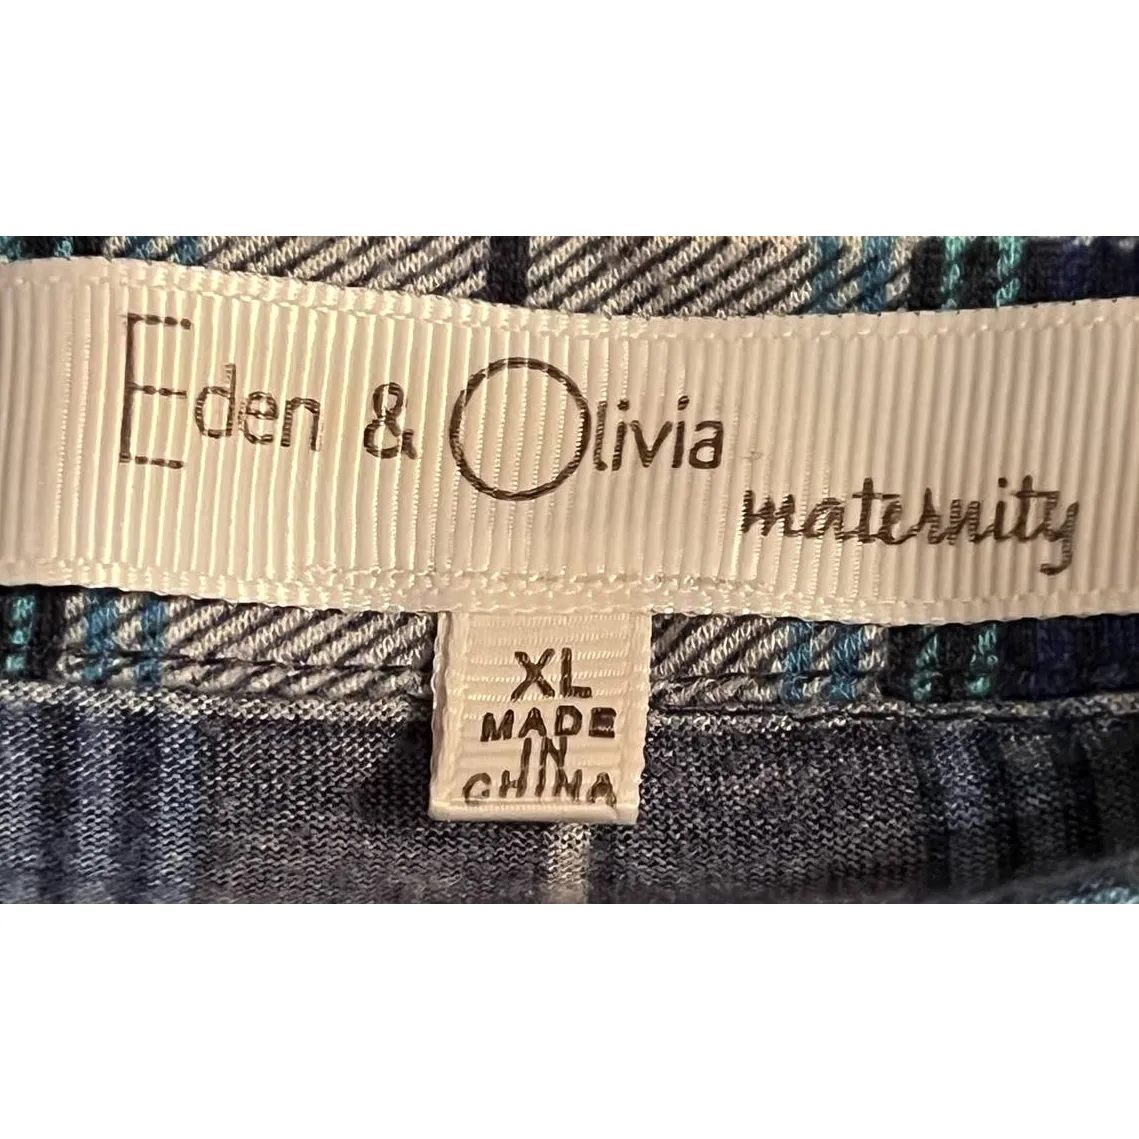 Eden & Olivia
maternity
XL
MADE
IN
CHINA